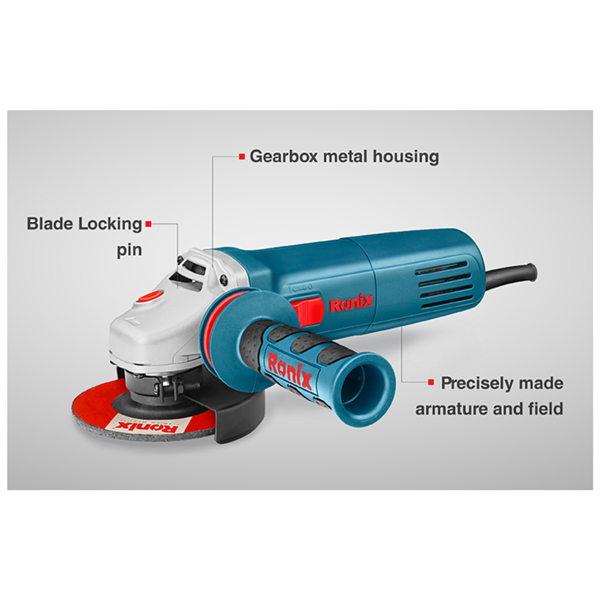 Gearbox metal housing
Blade Locking
pin
Ronix
Ronix
Precisely made
armature and field
Ronix